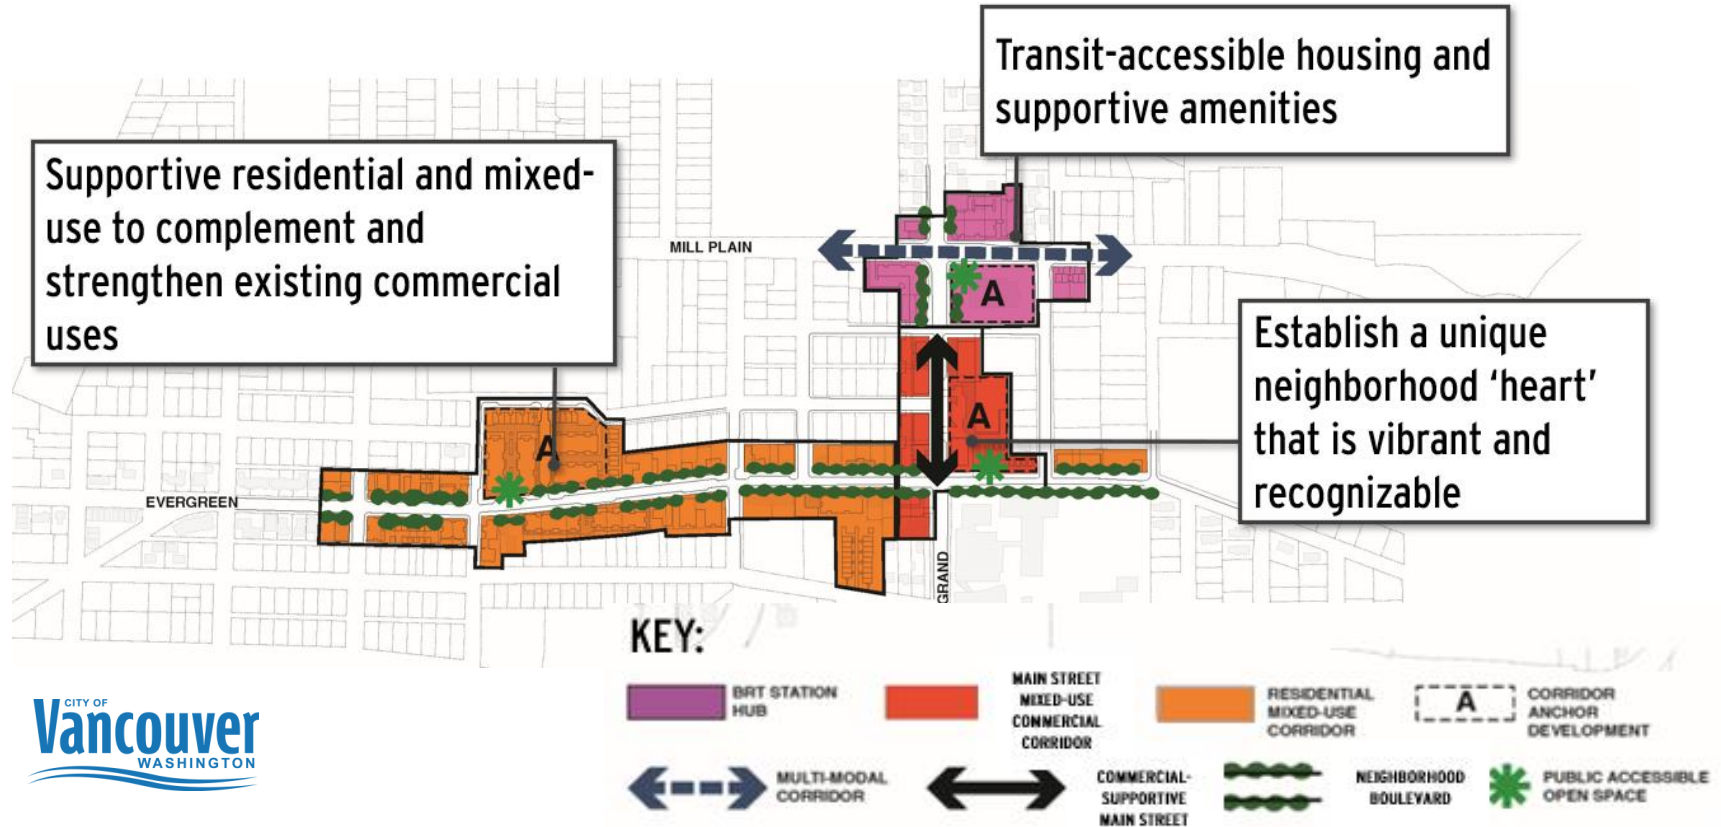 Transit-accessible housing and
supportive amenities
Supportive residential and mixed-
use to complement and
strengthen existing commercial
uses
MILL PLAIN
A
Establish a unique
neighborhood ‘heart’
that is vibrant and
recognizable
A
A
EVERGREEN
GRAND
KEY:
BRT STATION
HUB
MAIN STREET
MIXED-USE
COMMERCIAL
CORRIDOR
RESIDENTIAL
MIXED-USE
CORRIDOR
A
CORRIDOR
ANCHOR
DEVELOPMENT
MULTI-MODAL
CORRIDOR
COMMERCIAL-
SUPPORTIVE
MAIN STREET
NEIGHBORHOOD
BOULEVARD
PUBLIC ACCESSIBLE
OPEN SPACE
CITY OF
Vancouver
WASHINGTON